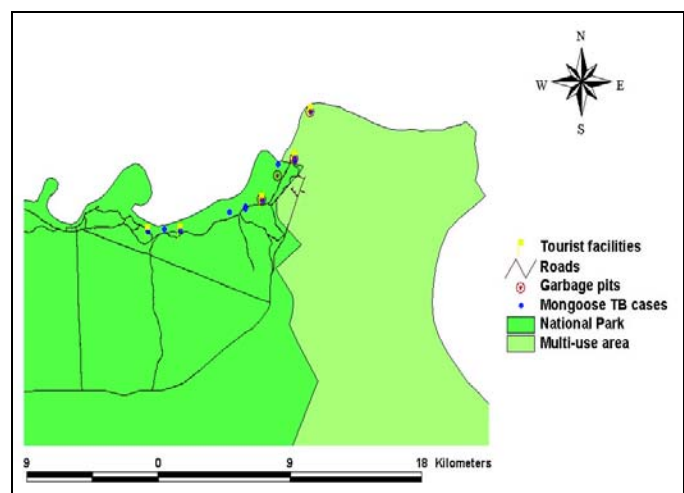 N
W E
S
Tourist facilities
Roads
Garbage pits
Mongoose TB cases
National Park
Multi-use area
9 0 9 18 Kilometers